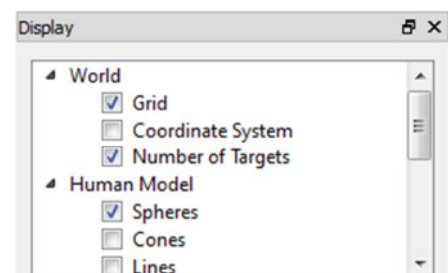 Display
World
Grid
Coordinate System
Number of Targets
Human Model
Spheres
Cones
Lines